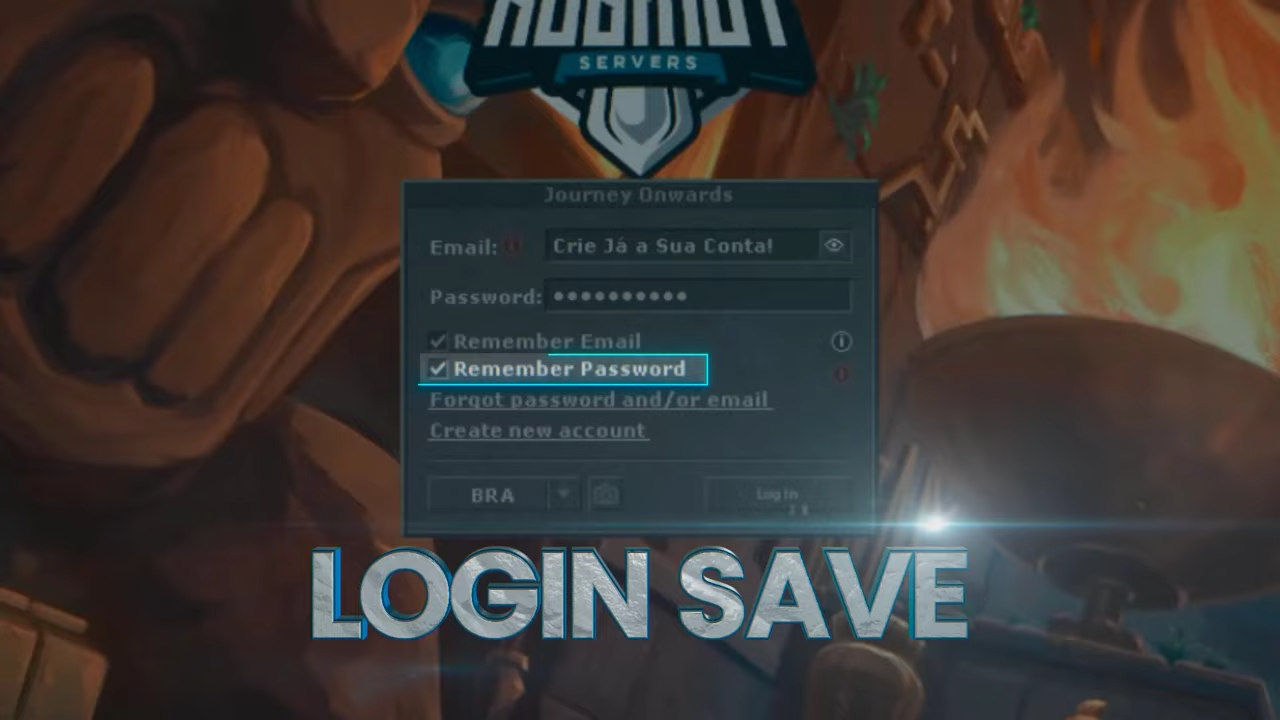 SERVERS
Journey Onwards
Email: Crie Já a Sua Conta!
Password: ••••••••••
Remember Email
Remember Password
Forgot password and/or email
Create new account
BRA
Log in
LOGIN SAVE